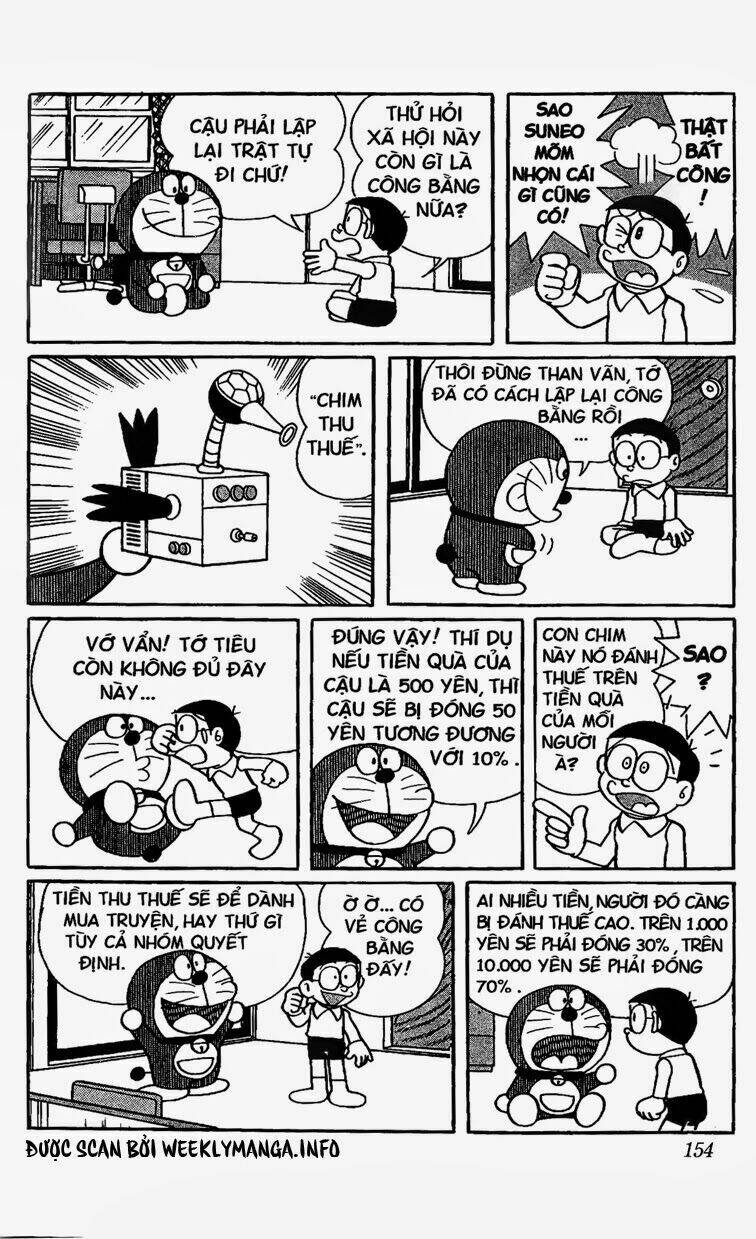 THẬT
BẤT
CÔNG
!
SAO
SUNEO
MÕM
NHỌN CÁI
GÌ CŨNG
CÓ!
THỬ HỎI
XÃ HỘI NÀY
CÒN GÌ LÀ
CÔNG BẰNG
NỮA?
CẬU PHẢI LẬP
LẠI TRẬT TỰ
ĐI CHỨ!
THÔI ĐỪNG THAN VÃN, TỚ
ĐÃ CÓ CÁCH LẬP LẠI CÔNG
BẰNG RỒI
...
"CHIM
THU
THUẾ".
SAO
?
CON CHIM
NÀY NÓ ĐÁNH
THUẾ TRÊN
TIỀN QUÀ
CỦA MỖI
NGƯỜI
À?
ĐÚNG VẬY! THÍ DỤ
NẾU TIỀN QUÀ CỦA
CẬU LÀ 500 YÊN, THÌ
CẬU SẼ BỊ ĐÓNG 50
YÊN TƯƠNG ĐƯƠNG
VỚI 10%.
VỚ VẨN! TỚ TIÊU
CÒN KHÔNG ĐỦ ĐÂY
NÀY...
AI NHIỀU TIỀN, NGƯỜI ĐÓ CÀNG
BỊ ĐÁNH THUẾ CAO. TRÊN 1.000
YÊN SẼ PHẢI ĐÓNG 30%, TRÊN
10.000 YÊN SẼ PHẢI ĐÓNG
70%.
Ờ Ờ... CÓ
VẺ CÔNG
BẰNG
ĐẤY!
TIỀN THU THUẾ SẼ ĐỂ DÀNH
MUA TRUYỆN, HAY THỨ GÌ
TÙY CẢ NHÓM QUYẾT
ĐỊNH.
ĐƯỢC SCAN BỞI WEEKLYMANGA.INFO
154